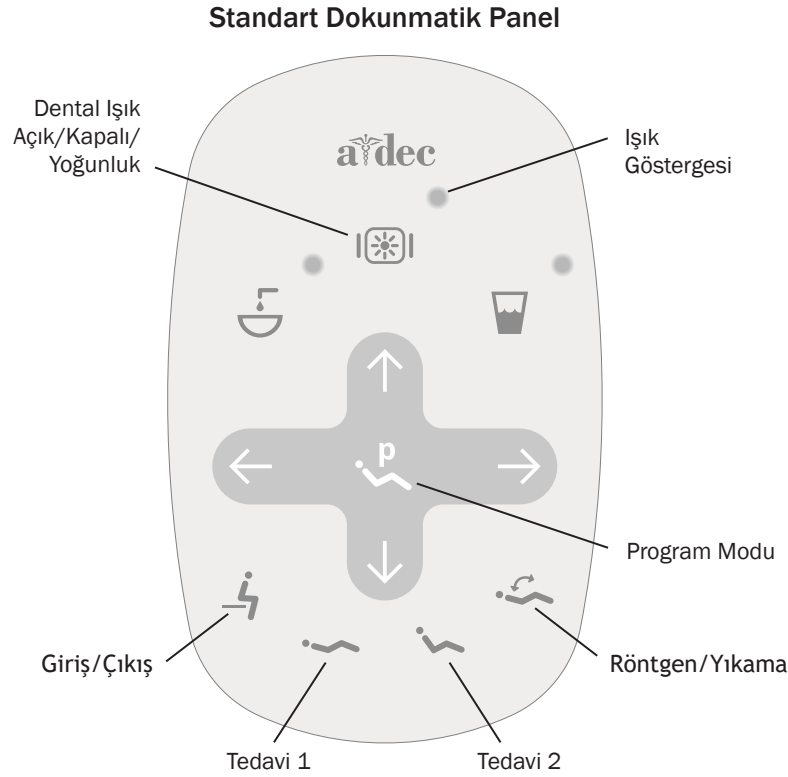 Standart Dokunmatik Panel
Dental Işık
Açık/Kapalı/
Yoğunluk
a dec
Işık
Göstergesi
p
Program Modu
Giriş/Çıkış
Röntgen/Yıkama
Tedavi 1
Tedavi 2